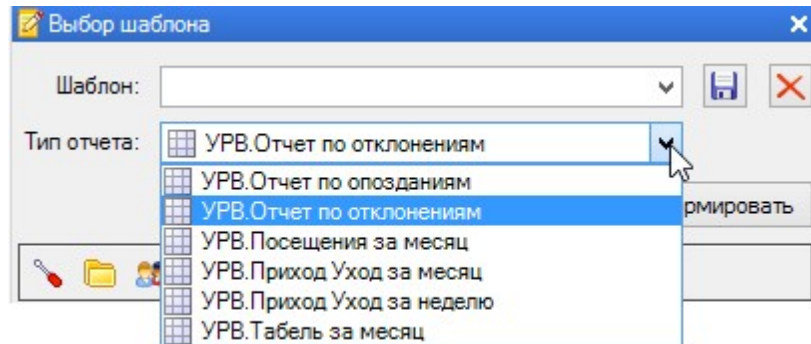 Выбор шаблона
Шаблон:
Тип отчета: УРВ.Отчет по отклонениям
УРВ.Отчет по опозданиям
УРВ.Отчет по отклонениям
УРВ.Посещения за месяц
УРВ.Приход Уход за месяц
УРВ.Приход Уход за неделю
УРВ.Табель за месяц